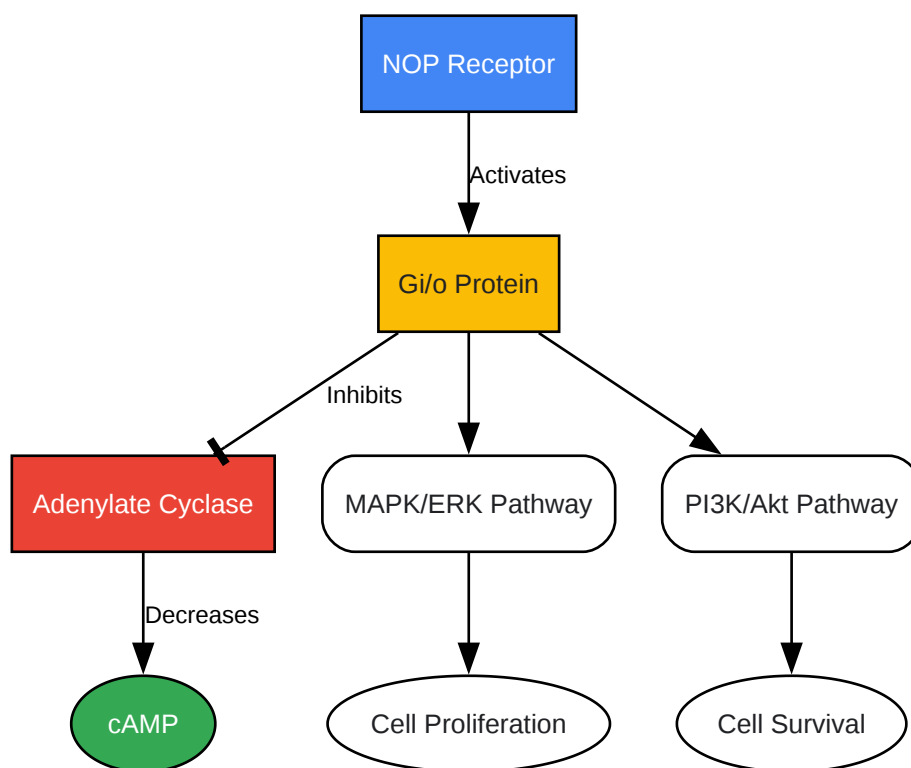 NOP Receptor
Activates
Gi/o Protein
Inhibits
Adenylate Cyclase
MAPK/ERK Pathway
PI3K/Akt Pathway
Decreases
cAMP
Cell Proliferation
Cell Survival